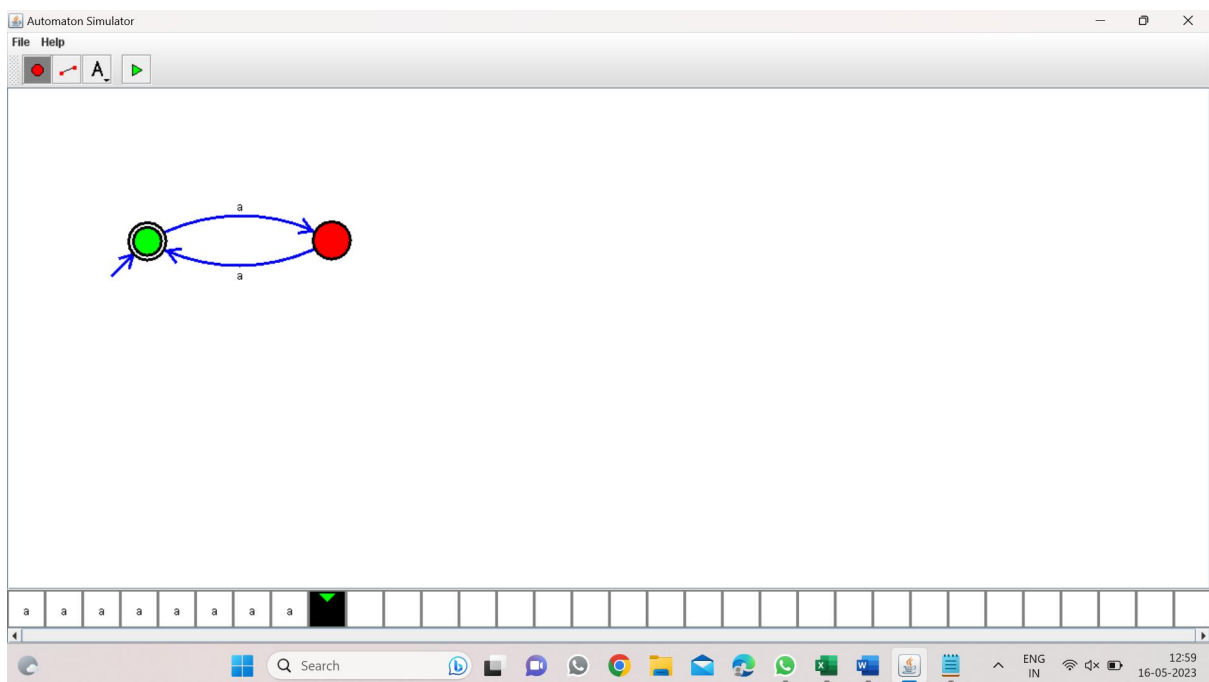 Automaton Simulator
File Help
A
a
a
a a a a a a a a
Search
ENG
IN
12:59
16-05-2023